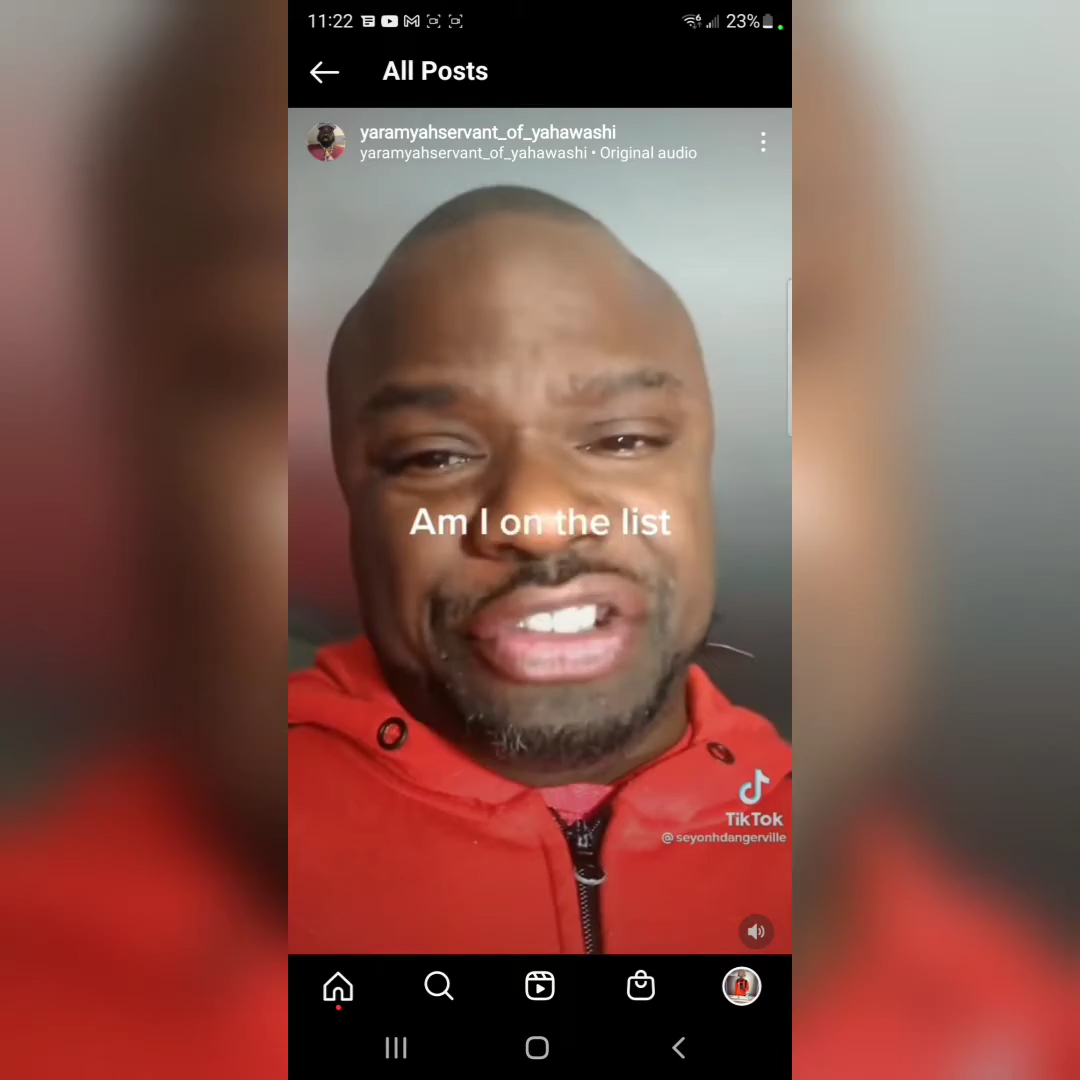 11:22
23%
All Posts
yaramyahservant_of_yahawashi
yaramyahservant_of_yahawashi • Original audio
Am I on the list
TikTok
@seyonhdangerville